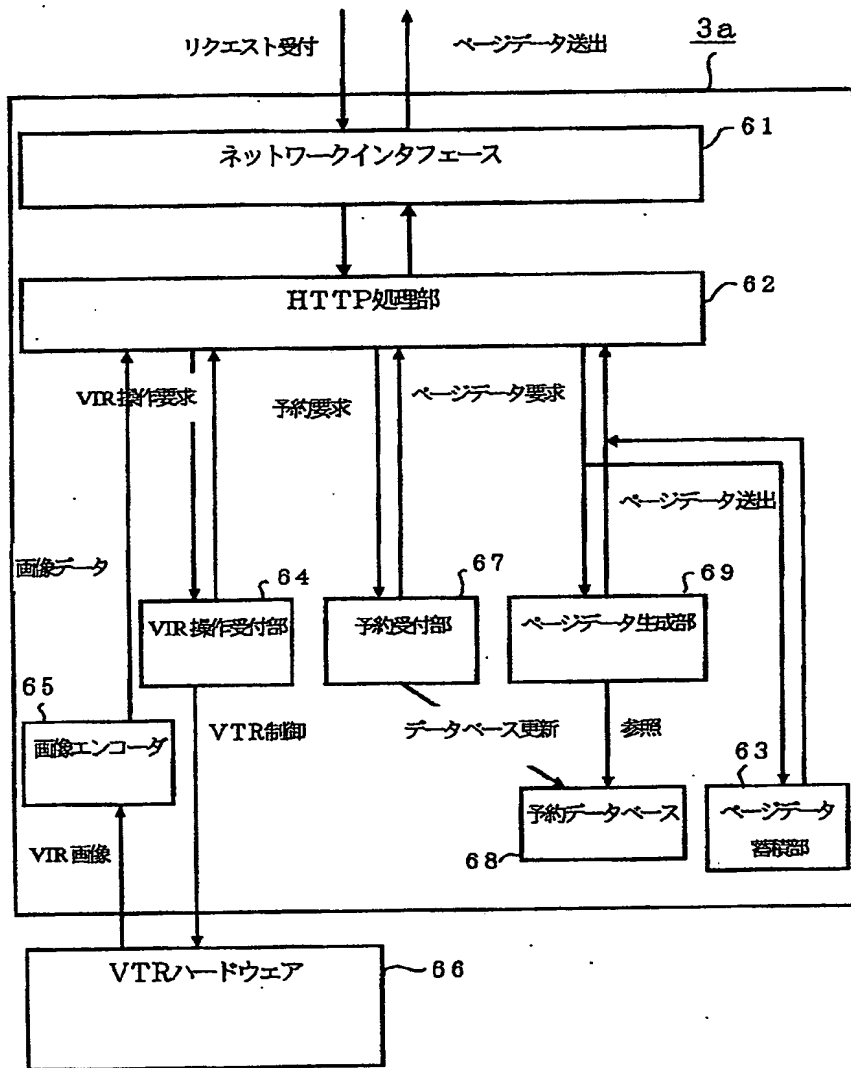 リクエスト受付
ページデータ送出
3a
ネットワークインタフェース
61
HTTP処理部
62
VTR操作要求
予約要求
ページデータ要求
ページデータ送出
画像データ
64
67
69
VTR操作受付部
予約受付部
ページデータ生成部
65
画像エンコーダ
VTR制御
データベース更新
参照
63
予約データベース
ページデータ
蓄積部
68
VTR画像
VTRハードウェア
66